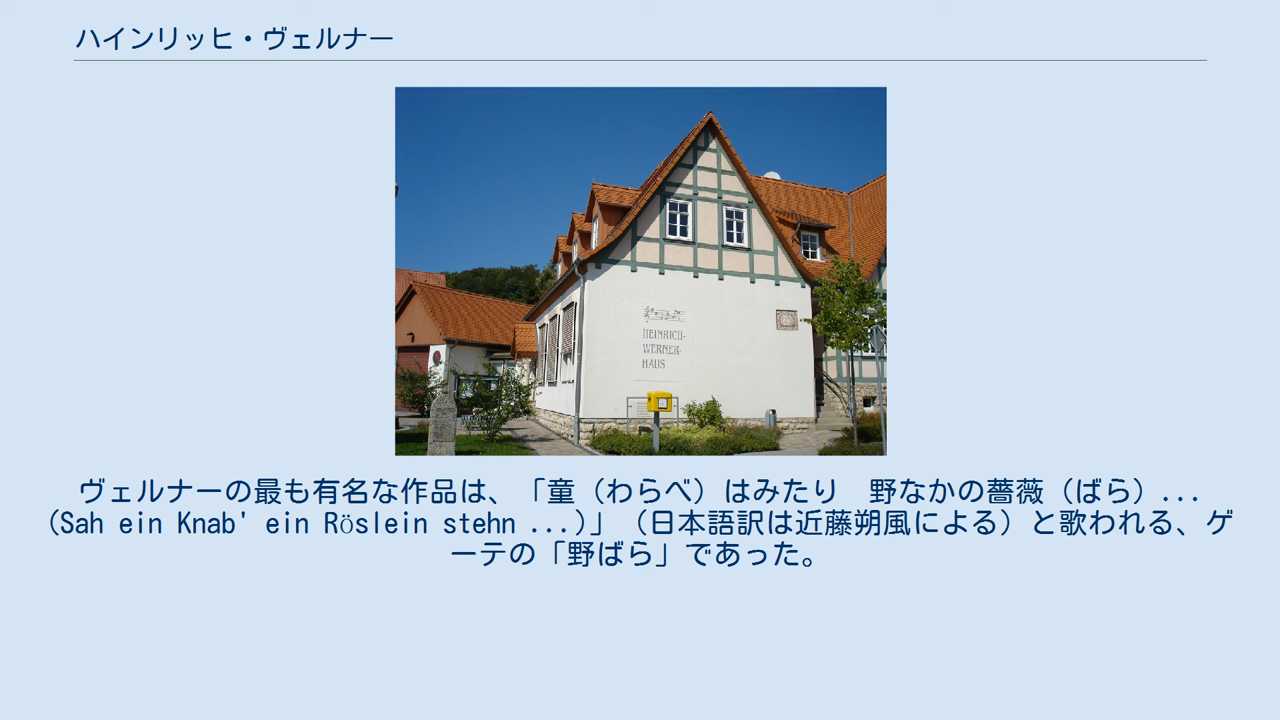 ハインリッヒ・ヴェルナー
HEINRICH-
WERNER-
HAUS
ヴェルナーの最も有名な作品は、「童（わらべ）はみたり　野なかの薔薇（ばら）...
（Sah ein Knab' ein Röslein stehn ...)」（日本語訳は近藤朔風による）と歌われる、ゲ
ーテの「野ばら」であった。